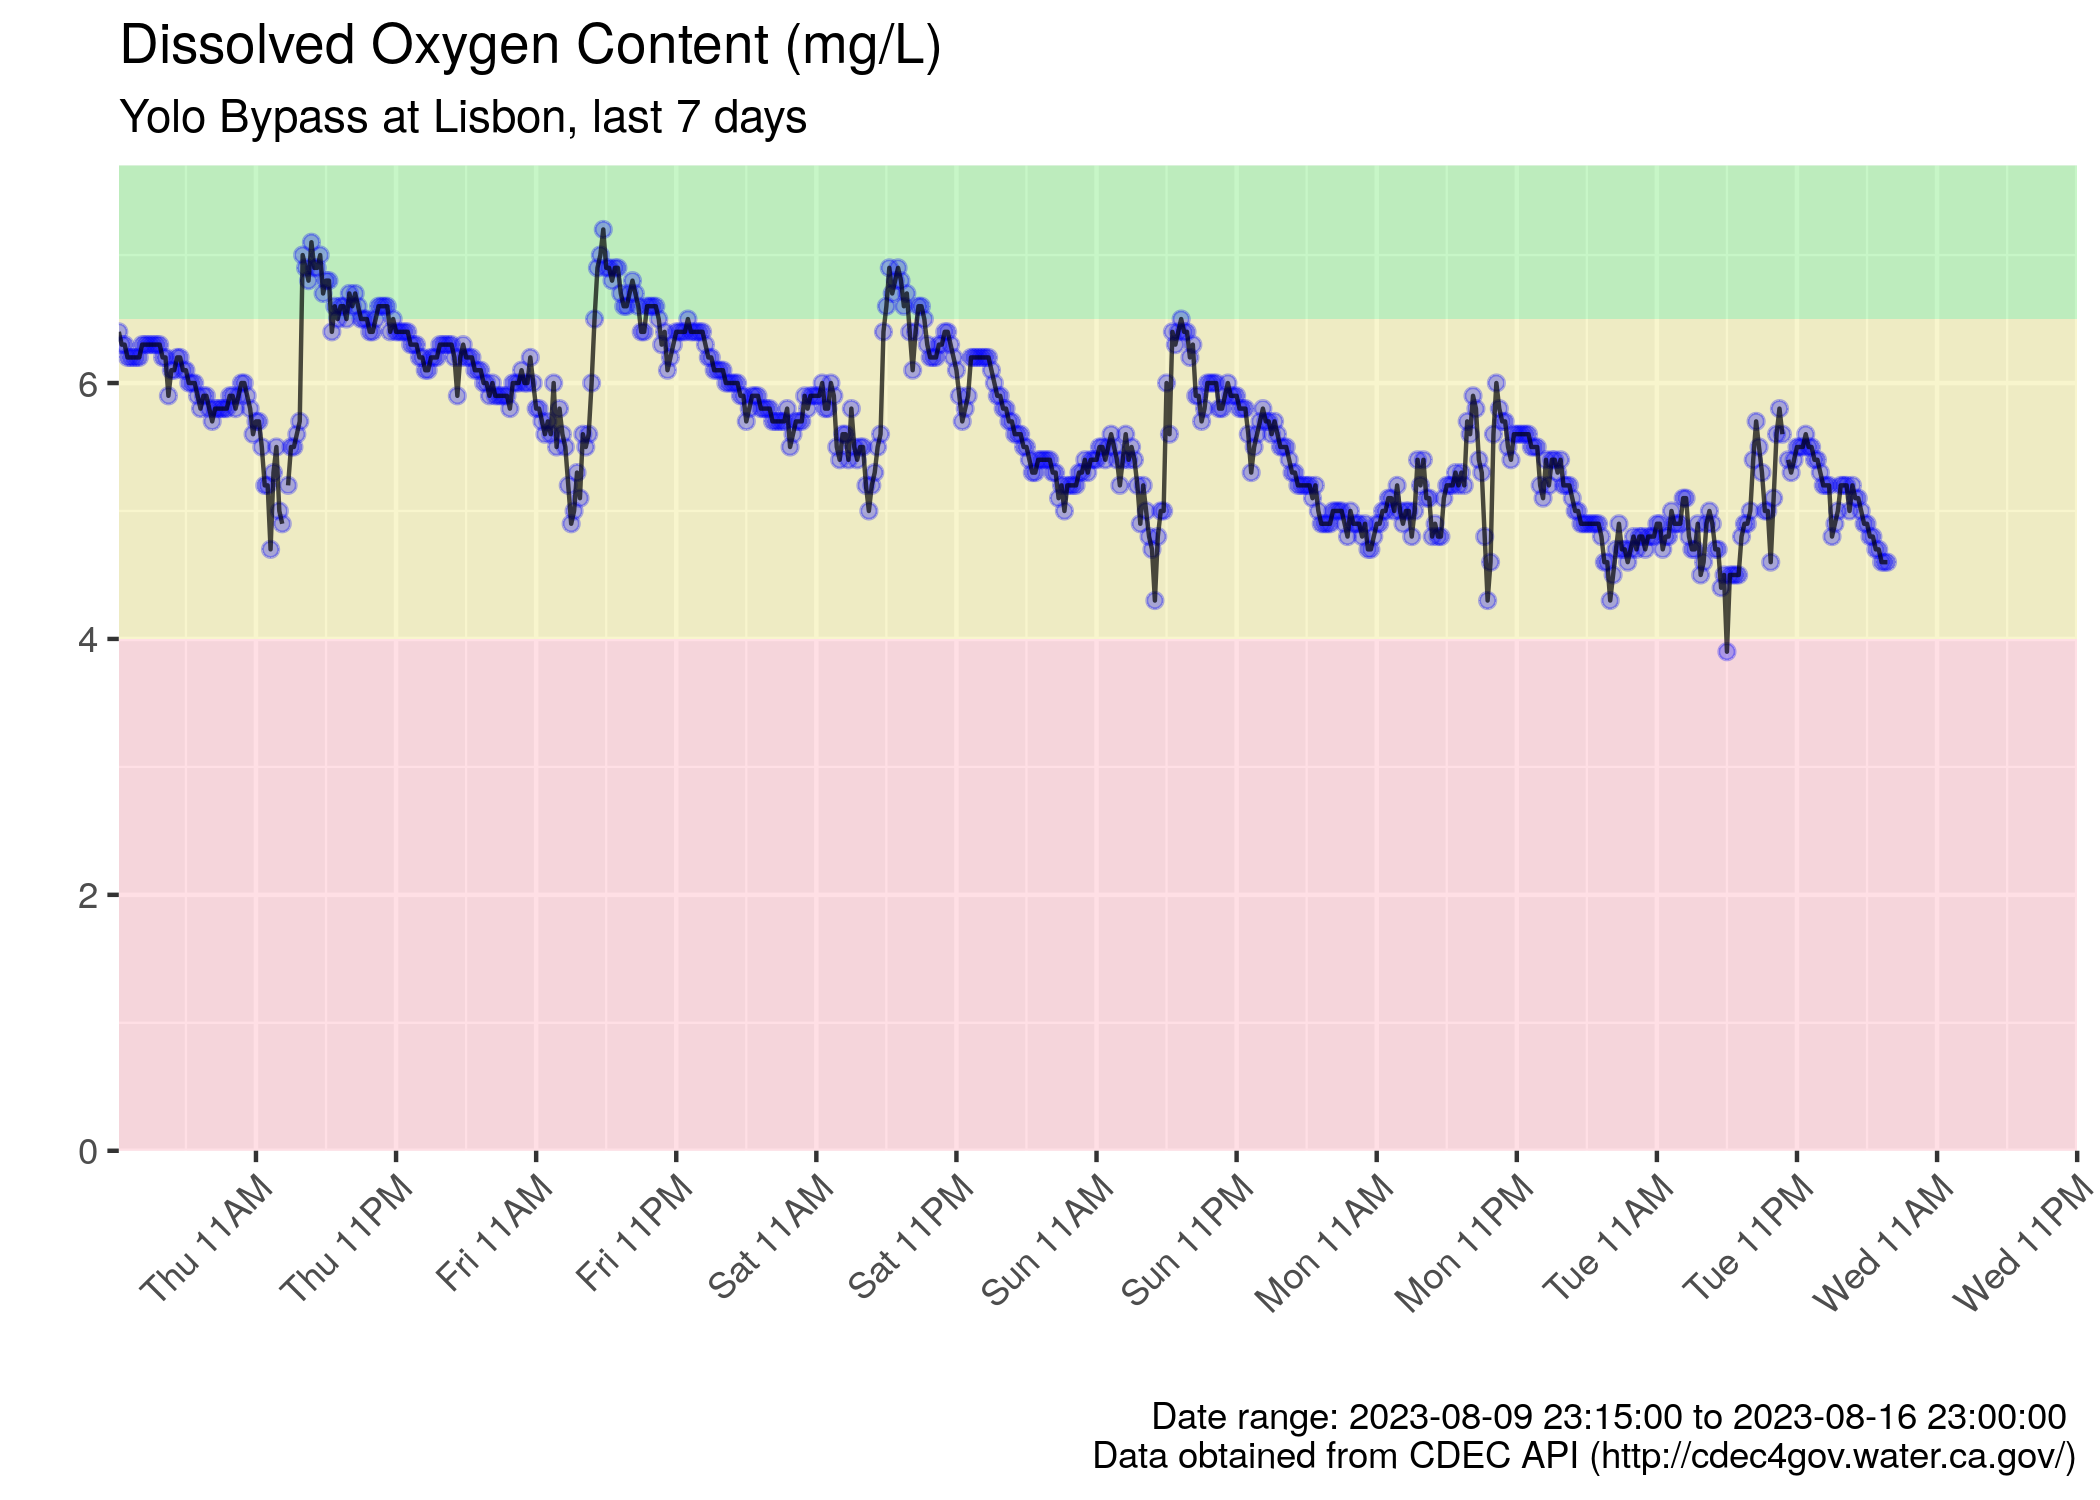 Dissolved Oxygen Content (mg/L)
Yolo Bypass at Lisbon, last 7 days
6
4
2
0
Thu 11AM
Thu 11PM
Fri 11AM
Fri 11PM
Sat 11AM
Sat 11PM
Sun 11AM
Sun 11PM
Mon 11AM
Mon 11PM
Tue 11AM
Tue 11PM
Wed 11AM
Wed 11PM
Date range: 2023-08-09 23:15:00 to 2023-08-16 23:00:00
Data obtained from CDEC API (http://cdec4gov.water.ca.gov/)